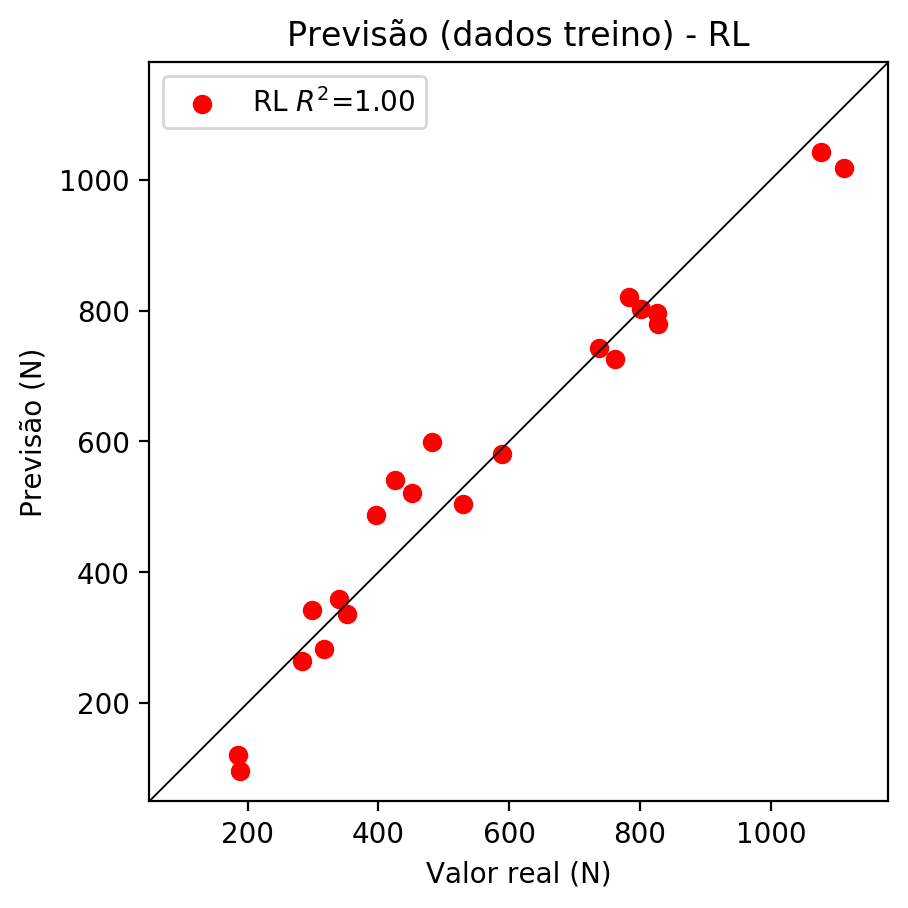 Previsão (dados treino) - RL
RL R²=1.00
Previsão (N)
1000
800
600
400
200
200 400 600 800 1000
Valor real (N)